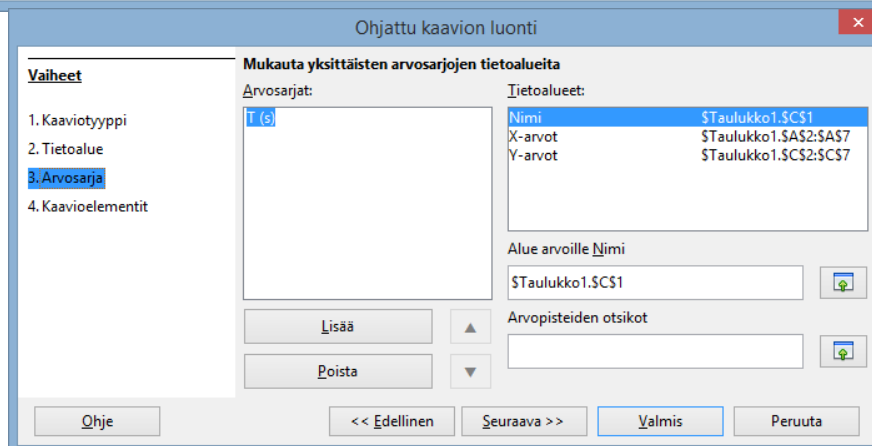 Ohjattu kaavion luonti
Vaiheet
1. Kaaviotyyppi
2. Tietoalue
3. Arvosarja
4. Kaavioelementit
Mukauta yksittäisten arvosarjojen tietoalueita
Arvosarjat:
T (s)
Lisää
Poista
Tietoalueet:
Nimi $Taulukko1.$C$1
X-arvot $Taulukko1.$A$2:$A$7
Y-arvot $Taulukko1.$C$2:$C$7
Alue arvoille Nimi
$Taulukko1.$C$1
Arvopisteiden otsikot
Ohje << Edellinen Seuraava >> Valmis Peruuta